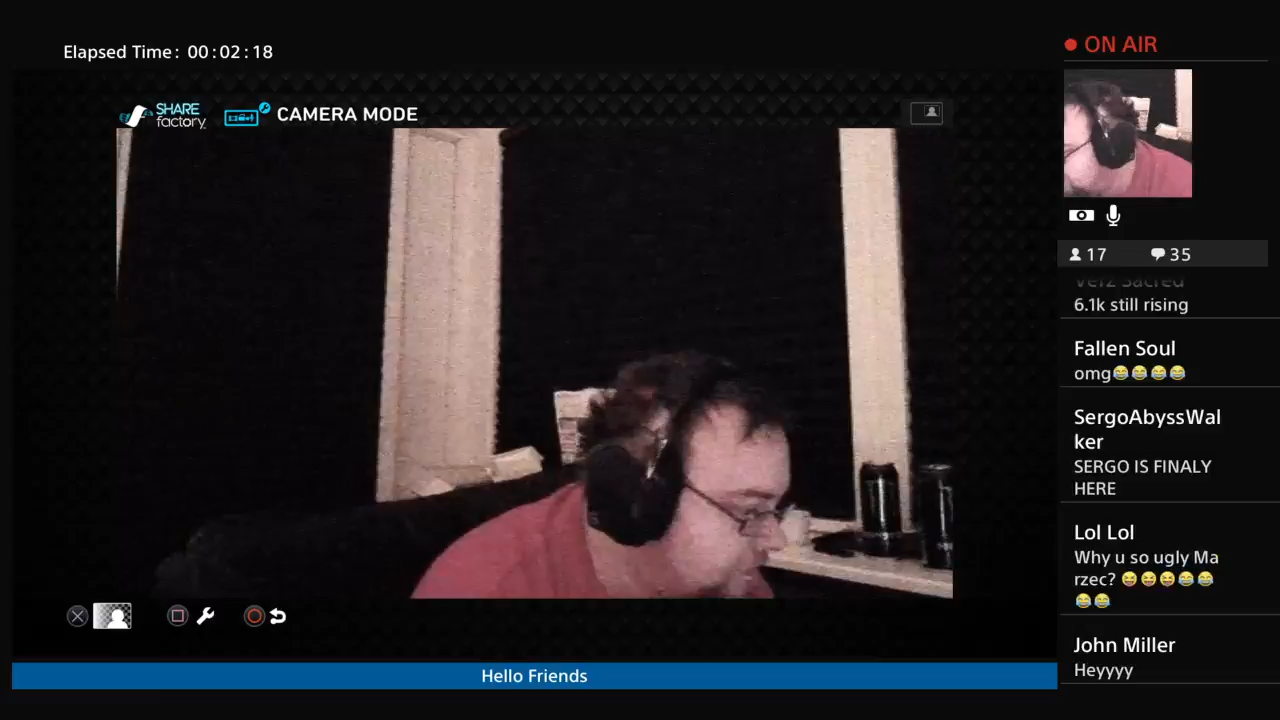 Elapsed Time: 00:02:18
ON AIR
SHARE
factory
CAMERA MODE
17 35
Verz Sacred
6.1k still rising
Fallen Soul
omg😂😂😂😂
SergoAbyssWal
ker
SERGO IS FINALY
HERE
Lol Lol
Why u so ugly Ma
rzec? 😝😝😝😂😂
😂😂
John Miller
Heyyyy
Hello Friends